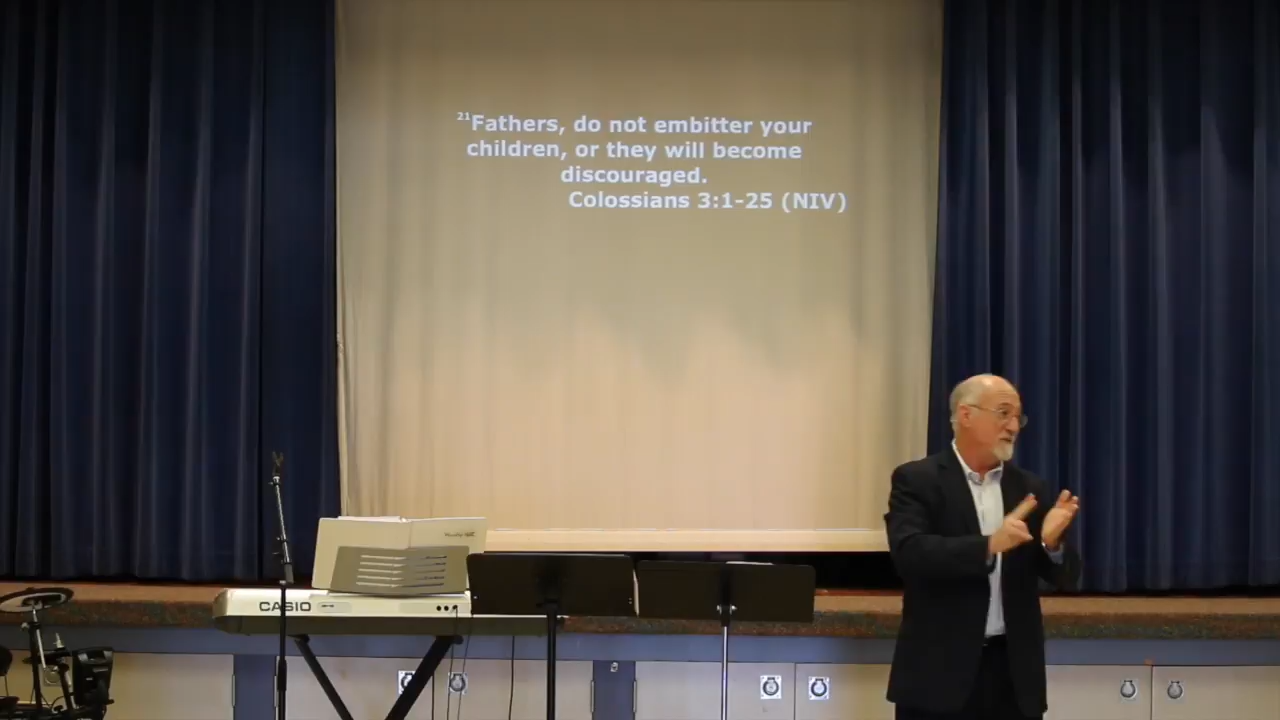 ²¹Fathers, do not embitter your
children, or they will become
discouraged.
Colossians 3:1-25 (NIV)
CASIO